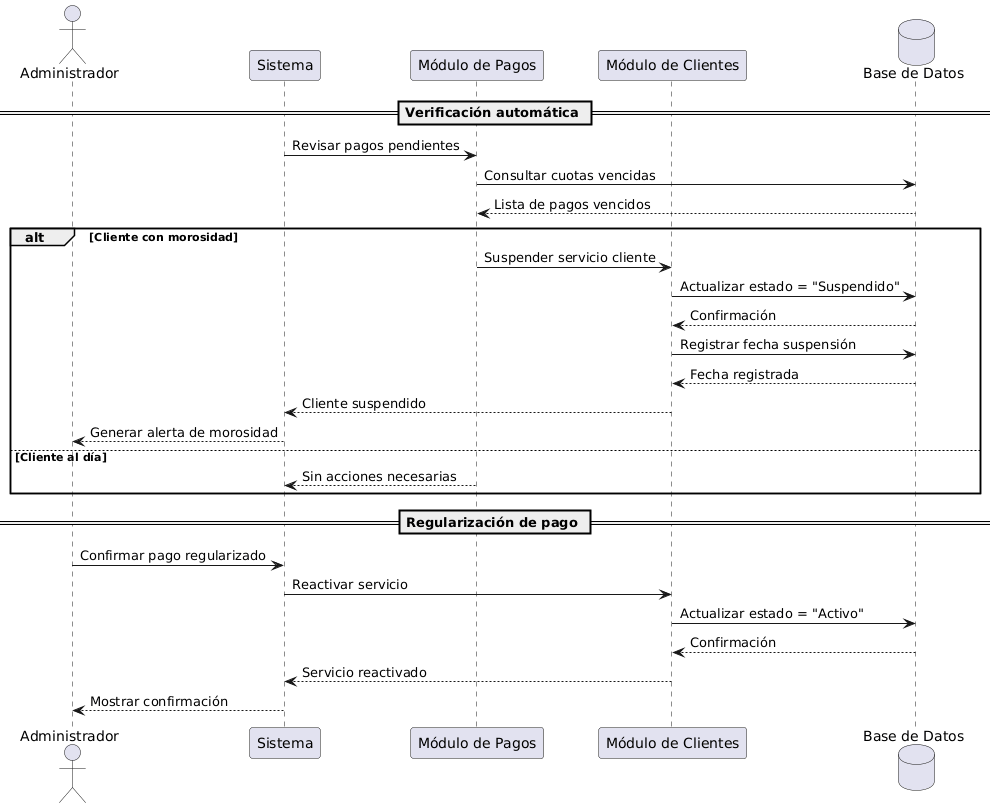 Administrador
Sistema
Módulo de Pagos
Módulo de Clientes
Base de Datos
Verificación automática
Revisar pagos pendientes
Consultar cuotas vencidas
Lista de pagos vencidos
alt
[Cliente con morosidad]
Suspender servicio cliente
Actualizar estado = "Suspendido"
Confirmación
Registrar fecha suspensión
Fecha registrada
Cliente suspendido
Generar alerta de morosidad
[Cliente al día]
Sin acciones necesarias
Regularización de pago
Confirmar pago regularizado
Reactivar servicio
Actualizar estado = "Activo"
Confirmación
Servicio reactivado
Mostrar confirmación
Administrador
Sistema
Módulo de Pagos
Módulo de Clientes
Base de Datos